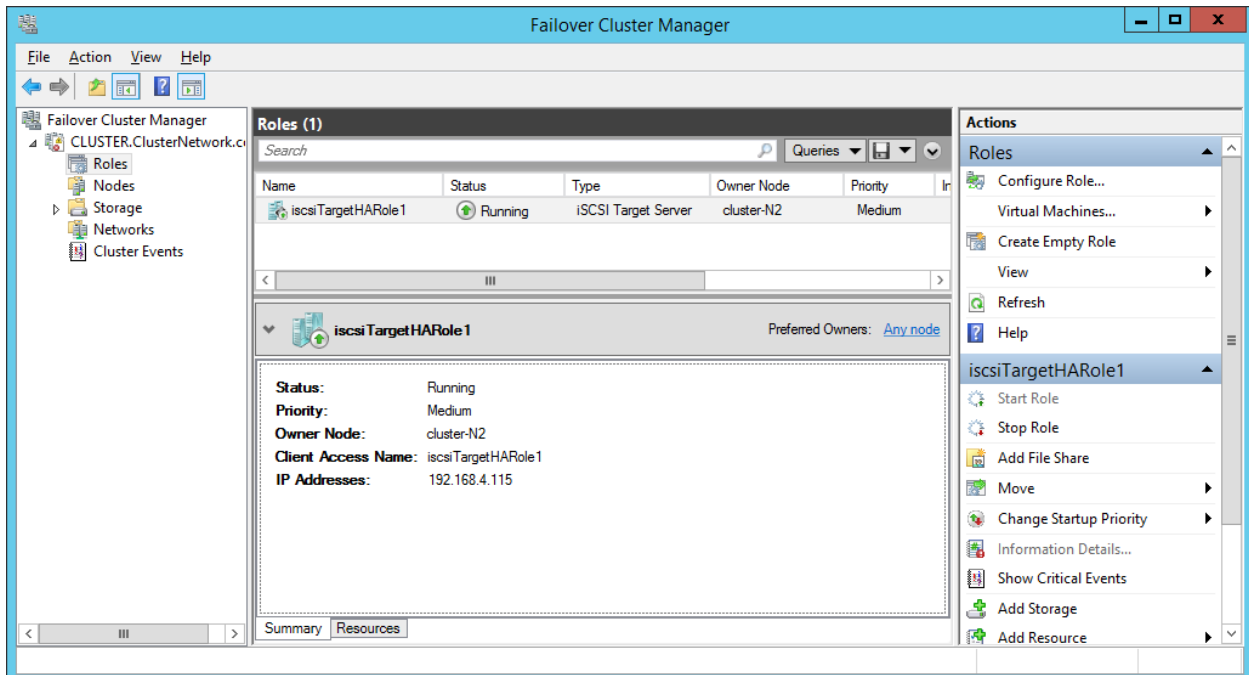 Failover Cluster Manager
File Action View Help
Failover Cluster Manager
CLUSTER.ClusterNetwork.c
Roles
Nodes
Storage
Networks
Cluster Events
Roles (1)
Search
Queries
Name Status Type Owner Node Priority In
iscsiTargetHARole1 Running iSCSI Target Server cluster-N2 Medium
iscsiTargetHARole1 Preferred Owners: Any node
Status: Running
Priority: Medium
Owner Node: cluster-N2
Client Access Name: iscsiTargetHARole1
IP Addresses: 192.168.4.115
Summary Resources
Actions
Roles
Configure Role...
Virtual Machines...
Create Empty Role
View
Refresh
Help
iscsiTargetHARole1
Start Role
Stop Role
Add File Share
Move
Change Startup Priority
Information Details...
Show Critical Events
Add Storage
Add Resource